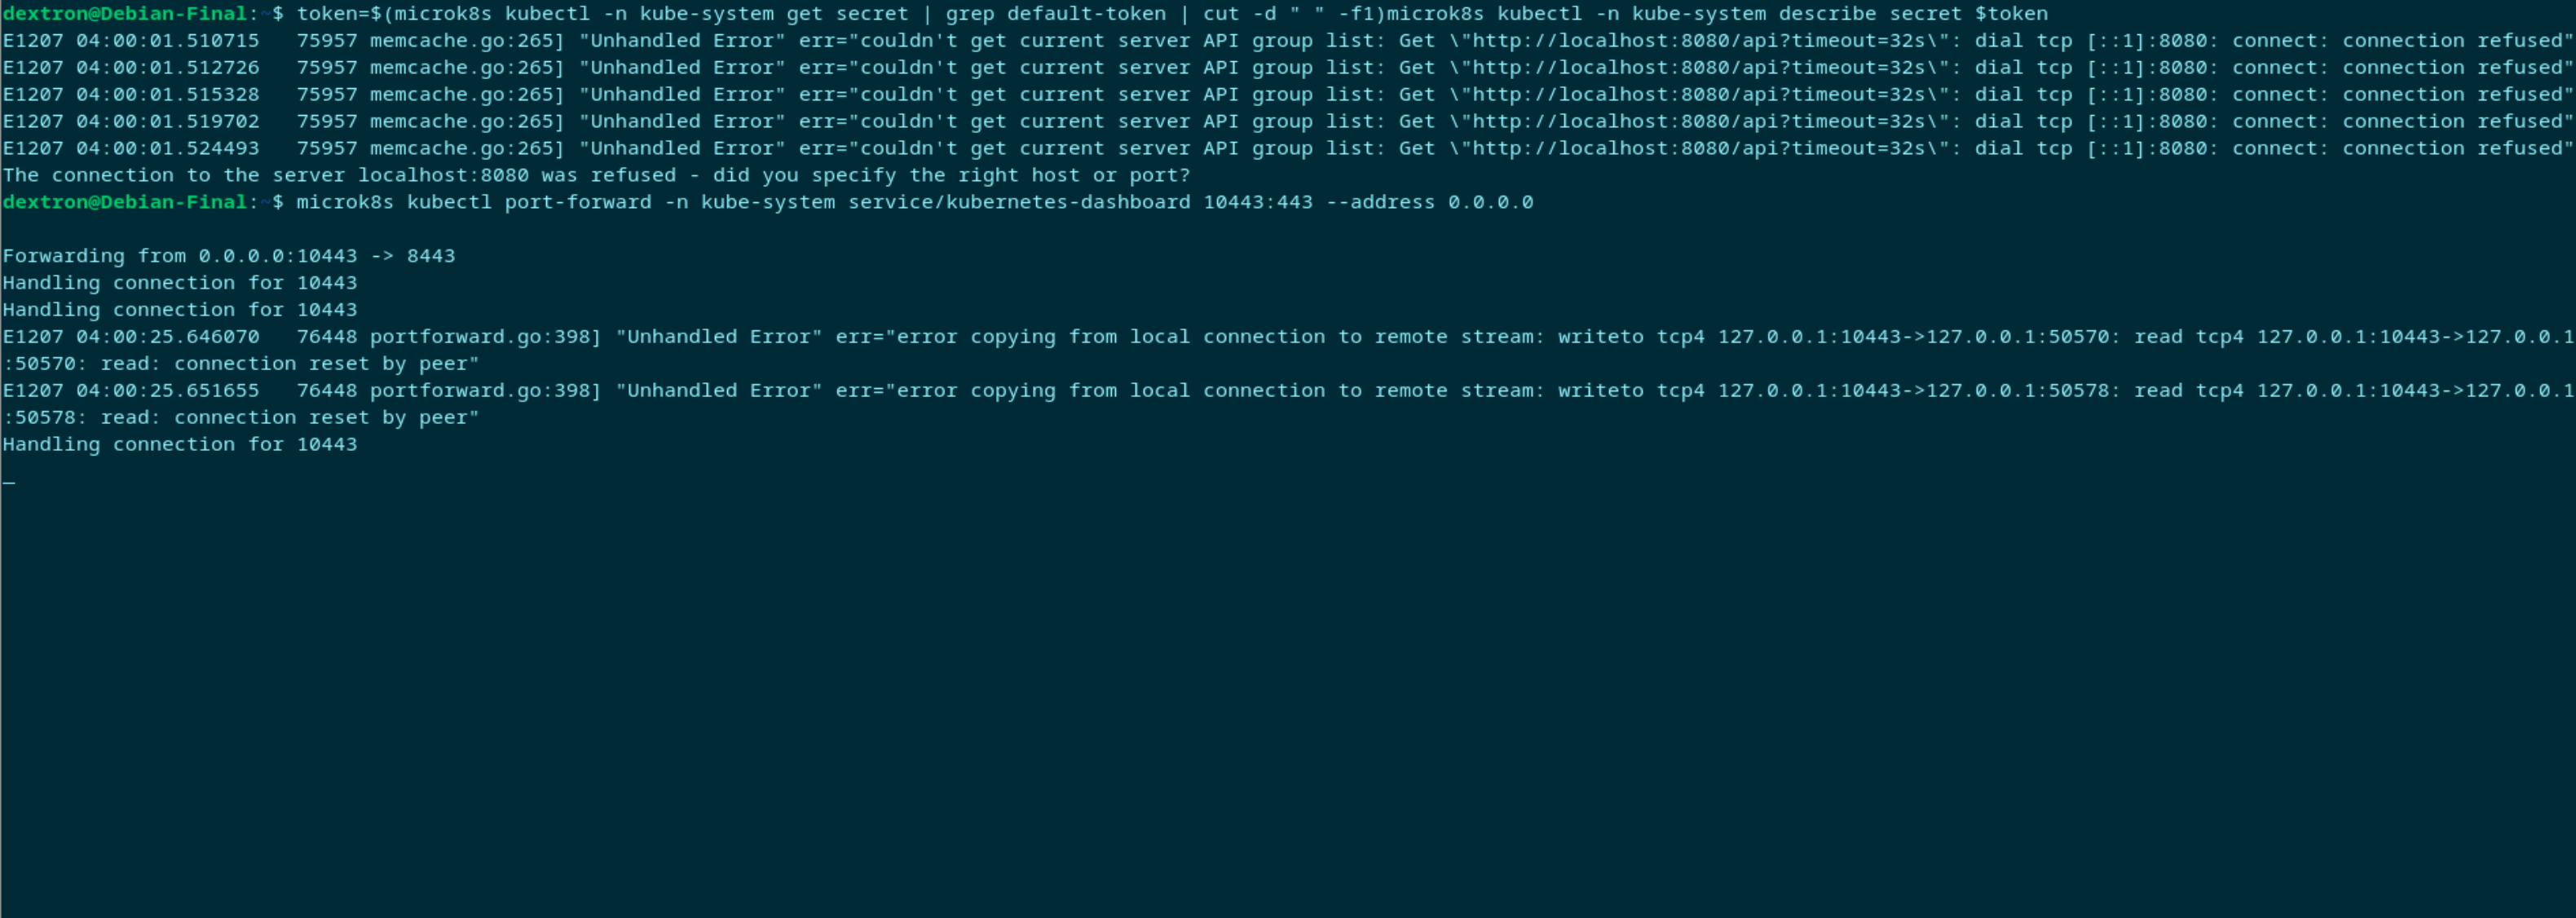 dextron@Debian-Final:~$ token=$(microk8s kubectl -n kube-system get secret | grep default-token | cut -d " " -f1)microk8s kubectl -n kube-system describe secret $token
E1207 04:00:01.510715   75957 memcache.go:265] "Unhandled Error" err="couldn't get current server API group list: Get \"http://localhost:8080/api?timeout=32s\": dial tcp [::1]:8080: connect: connection refused"
E1207 04:00:01.512726   75957 memcache.go:265] "Unhandled Error" err="couldn't get current server API group list: Get \"http://localhost:8080/api?timeout=32s\": dial tcp [::1]:8080: connect: connection refused"
E1207 04:00:01.515328   75957 memcache.go:265] "Unhandled Error" err="couldn't get current server API group list: Get \"http://localhost:8080/api?timeout=32s\": dial tcp [::1]:8080: connect: connection refused"
E1207 04:00:01.519702   75957 memcache.go:265] "Unhandled Error" err="couldn't get current server API group list: Get \"http://localhost:8080/api?timeout=32s\": dial tcp [::1]:8080: connect: connection refused"
E1207 04:00:01.524493   75957 memcache.go:265] "Unhandled Error" err="couldn't get current server API group list: Get \"http://localhost:8080/api?timeout=32s\": dial tcp [::1]:8080: connect: connection refused"
The connection to the server localhost:8080 was refused - did you specify the right host or port?
dextron@Debian-Final:~$ microk8s kubectl port-forward -n kube-system service/kubernetes-dashboard 10443:443 --address 0.0.0.0
Forwarding from 0.0.0.0:10443 -> 8443
Handling connection for 10443
Handling connection for 10443
E1207 04:00:25.646070   76448 portforward.go:398] "Unhandled Error" err="error copying from local connection to remote stream: writeto tcp4 127.0.0.1:10443->127.0.0.1:50570: read tcp4 127.0.0.1:10443->127.0.0.1
:50570: read: connection reset by peer"
E1207 04:00:25.651655   76448 portforward.go:398] "Unhandled Error" err="error copying from local connection to remote stream: writeto tcp4 127.0.0.1:10443->127.0.0.1:50578: read tcp4 127.0.0.1:10443->127.0.0.1
:50578: read: connection reset by peer"
Handling connection for 10443